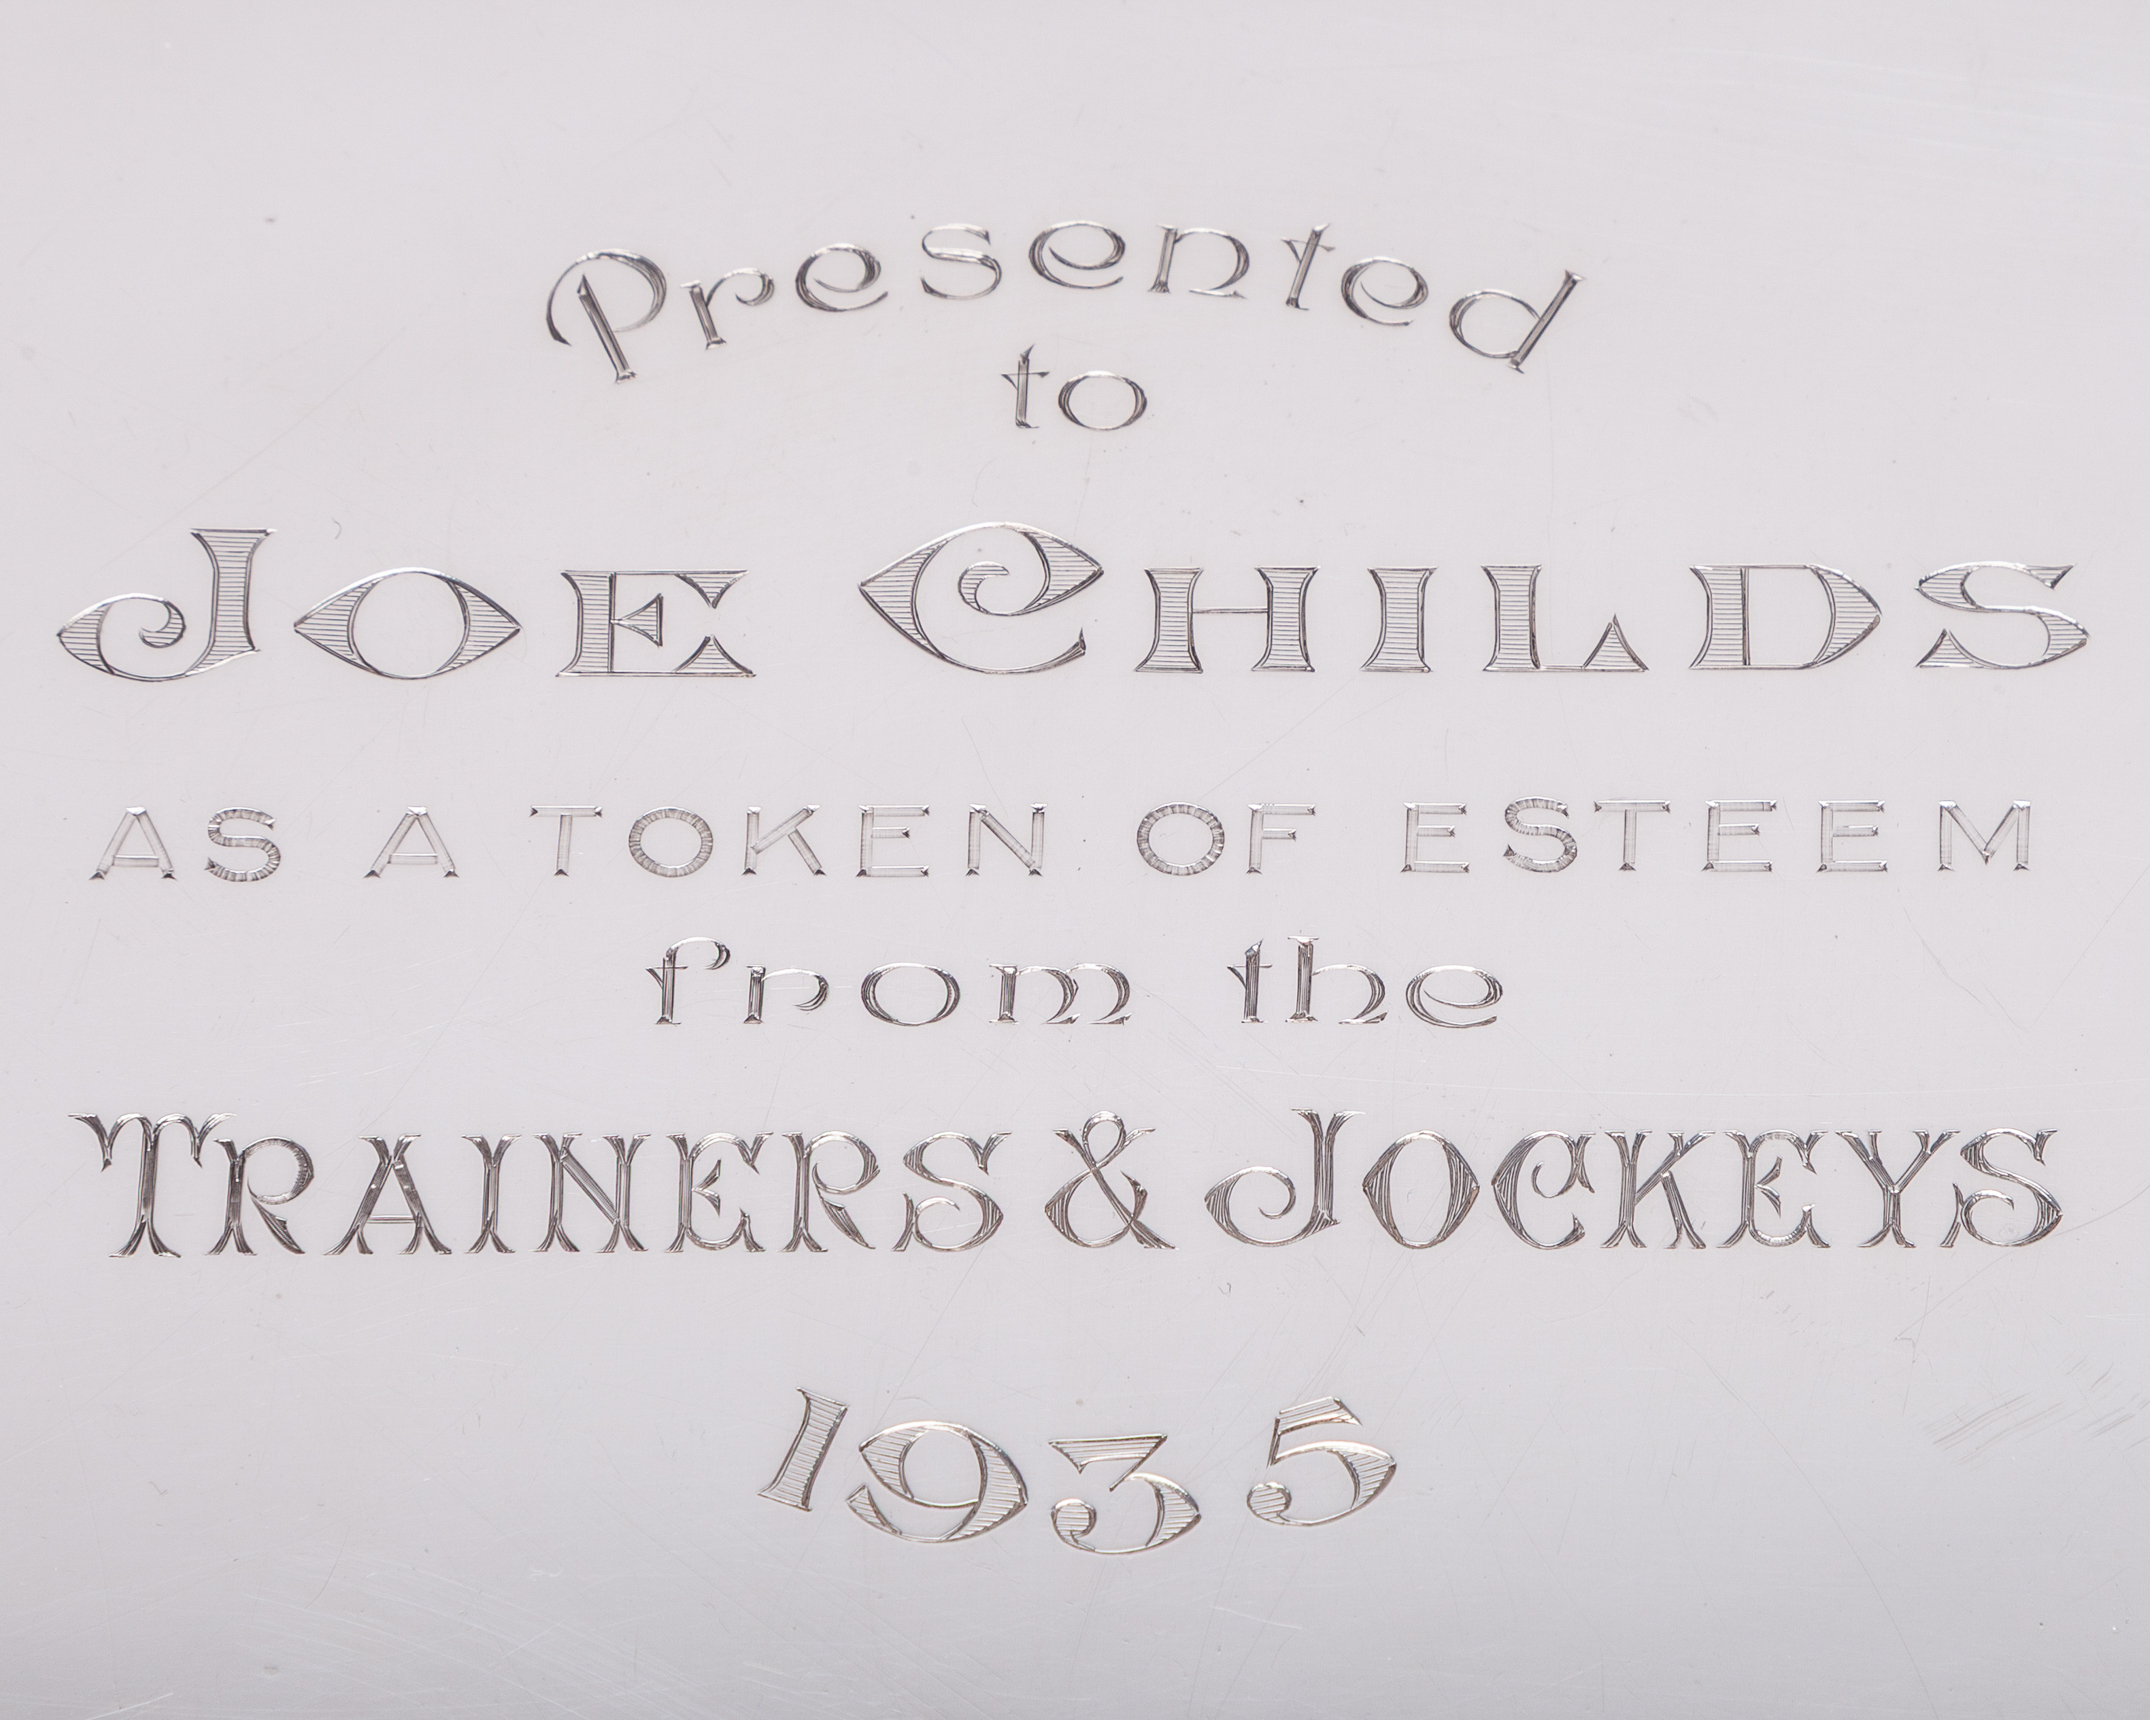 Presented
to
JOE CHILDS
AS A TOKEN OF ESTEEM
from the
TRAINERS & JOCKEYS
1935